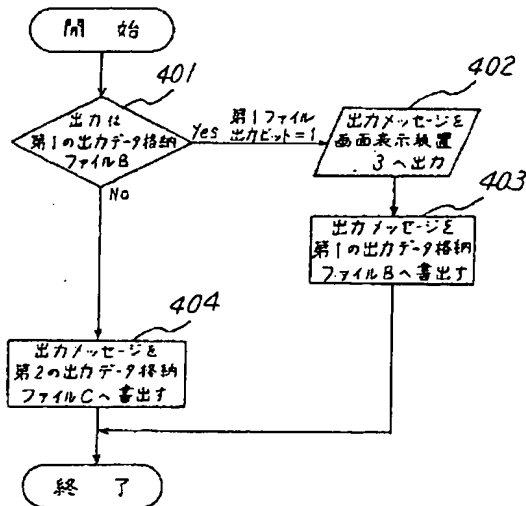 開 始
401
出力は
第1の出力データ格納
ファイルB
Yes
第1ファイル
出力ビット=1
No
402
出力メッセージを
画面表示装置
3へ出力
403
出力メッセージを
第1の出力データ格納
ファイルBへ書出す
404
出力メッセージを
第2の出力データ格納
ファイルCへ書出す
終 了